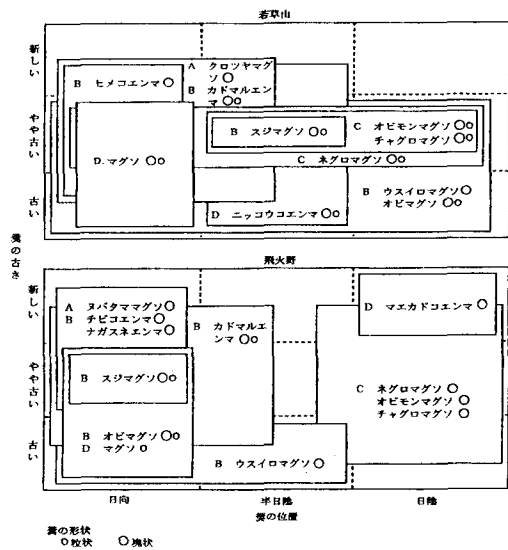 若草山
新しい
やや古い
古い
A クロツヤマグソ○
B カドマルエンマ○o
B ヒメコエンマ○
D マグソ○o
B スジマグソ○o
C オビモンマグソ○o
チャグロマグソ○o
C ネグロマグソ○o
B ウスイロマグソ○
オビマグソ○o
D ニッコウコエンマ○o
糞の古さ
飛火野
新しい
やや古い
古い
A ヌバタママグソ○
B チビコエンマ○
ナガスネエンマ○
B カドマルエンマ○o
D マエカドコエンマ○
B スジマグソ○o
C ネグロマグソ○
オビモンマグソ○
チャグロマグソ○
B オビマグソ○o
D マグソo
B ウスイロマグソ○
日向
半日陰
日陰
糞の位置
糞の形状
o粒状 ○塊状